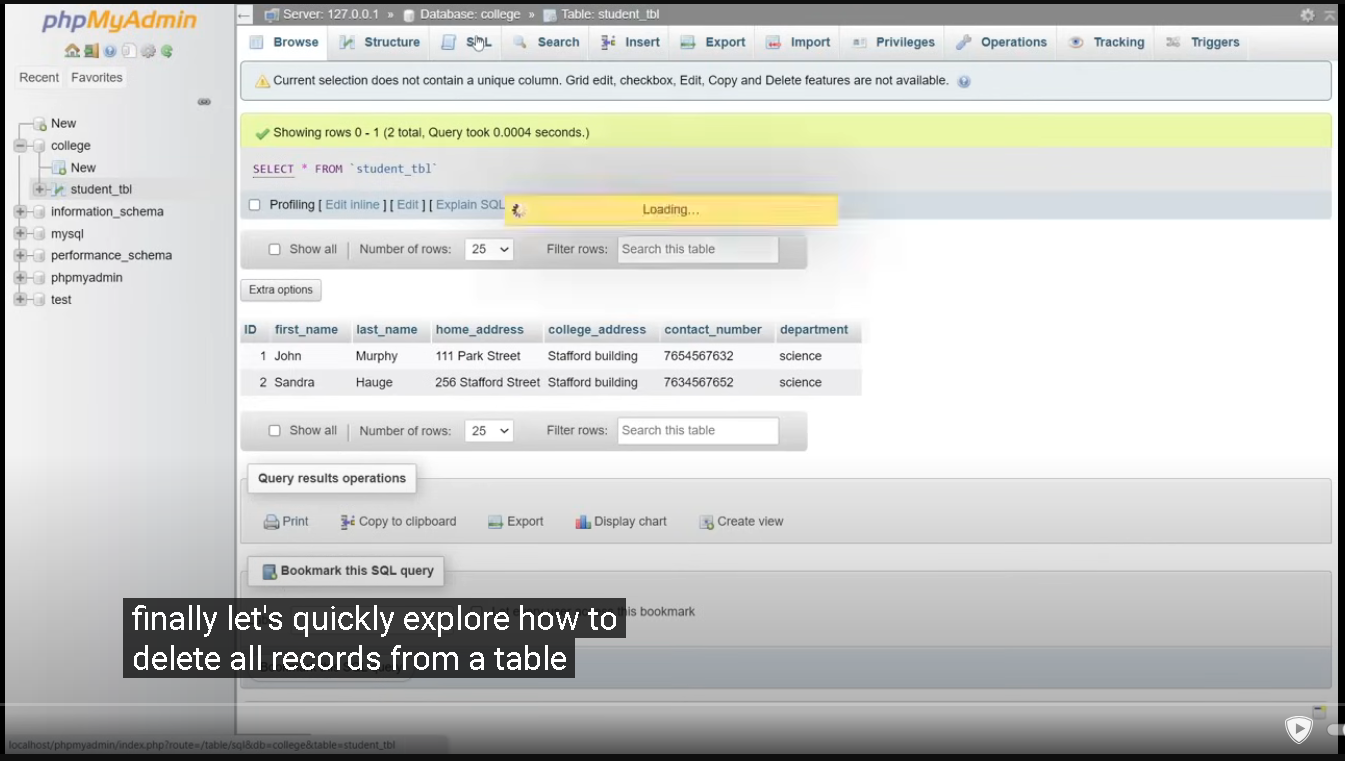 phpMyAdmin
Recent Favorites
New
college
New
student_tbl
information_schema
mysql
performance_schema
phpmyadmin
test
Server: 127.0.0.1 » Database: college » Table: student_tbl
Browse Structure SQL Search Insert Export Import Privileges Operations Tracking Triggers
Current selection does not contain a unique column. Grid edit, checkbox, Edit, Copy and Delete features are not available.
Showing rows 0 - 1 (2 total, Query took 0.0004 seconds.)
SELECT * FROM `student_tbl`
Profiling [ Edit inline ] [ Edit ] [ Explain SQL
Loading...
Show all Number of rows: 25 Filter rows: Search this table
Extra options
ID first_name last_name home_address college_address contact_number department
1 John Murphy 111 Park Street Stafford building 7654567632 science
2 Sandra Hauge 256 Stafford Street Stafford building 7634567652 science
Show all Number of rows: 25 Filter rows: Search this table
Query results operations
Print Copy to clipboard Export Display chart Create view
Bookmark this SQL query
this bookmark
finally let's quickly explore how to
delete all records from a table
localhost/phpmyadmin/index.php?route=/table/sql&db=college&table=student_tbl